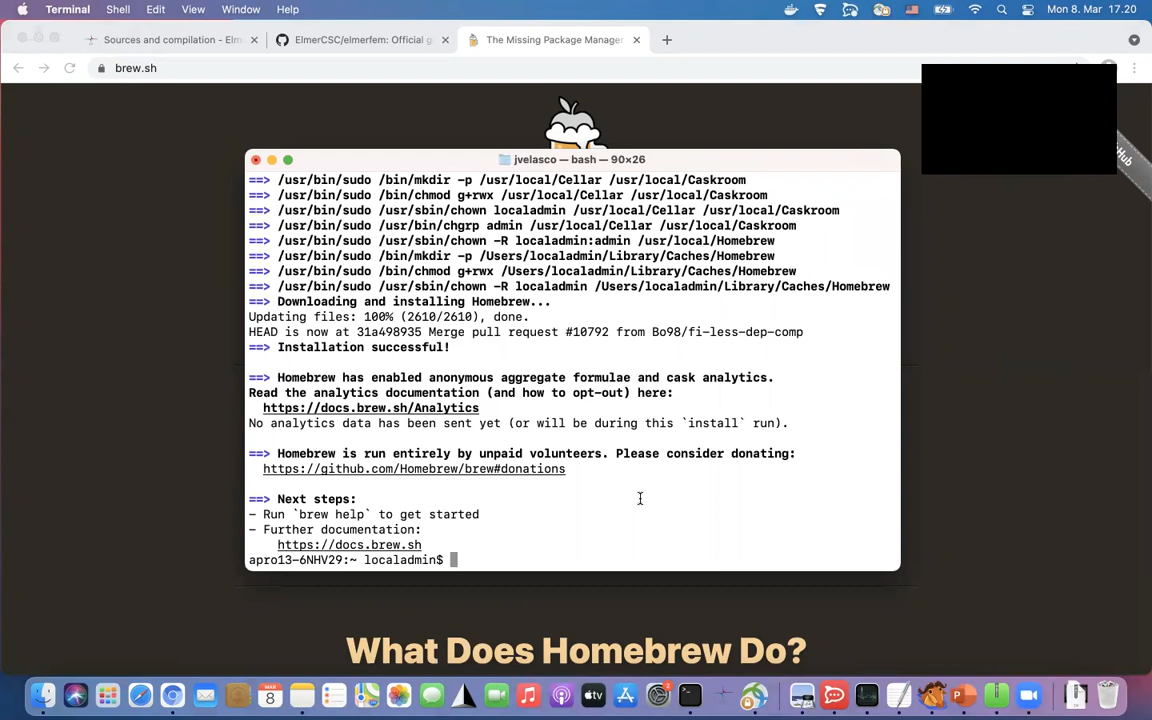 Terminal Shell Edit View Window Help Mon 8. Mar 17.20
Sources and compilation - Elm ElmerCSC/elmerfem: Official g The Missing Package Manager
brew.sh
Hub
jvelasco — bash — 90×26
==> /usr/bin/sudo /bin/mkdir -p /usr/local/Cellar /usr/local/Caskroom
==> /usr/bin/sudo /bin/chmod g+rwx /usr/local/Cellar /usr/local/Caskroom
==> /usr/bin/sudo /usr/sbin/chown localadmin /usr/local/Cellar /usr/local/Caskroom
==> /usr/bin/sudo /usr/bin/chgrp admin /usr/local/Cellar /usr/local/Caskroom
==> /usr/bin/sudo /usr/sbin/chown -R localadmin:admin /usr/local/Homebrew
==> /usr/bin/sudo /bin/mkdir -p /Users/localadmin/Library/Caches/Homebrew
==> /usr/bin/sudo /bin/chmod g+rwx /Users/localadmin/Library/Caches/Homebrew
==> /usr/bin/sudo /usr/sbin/chown -R localadmin /Users/localadmin/Library/Caches/Homebrew
==> Downloading and installing Homebrew...
Updating files: 100% (2610/2610), done.
HEAD is now at 31a498935 Merge pull request #10792 from Bo98/fi-less-dep-comp
==> Installation successful!
==> Homebrew has enabled anonymous aggregate formulae and cask analytics.
Read the analytics documentation (and how to opt-out) here:
https://docs.brew.sh/Analytics
No analytics data has been sent yet (or will be during this `install` run).
==> Homebrew is run entirely by unpaid volunteers. Please consider donating:
https://github.com/Homebrew/brew#donations
==> Next steps:
- Run `brew help` to get started
- Further documentation:
https://docs.brew.sh
apro13-6NHV29:~ localadmin$
What Does Homebrew Do?